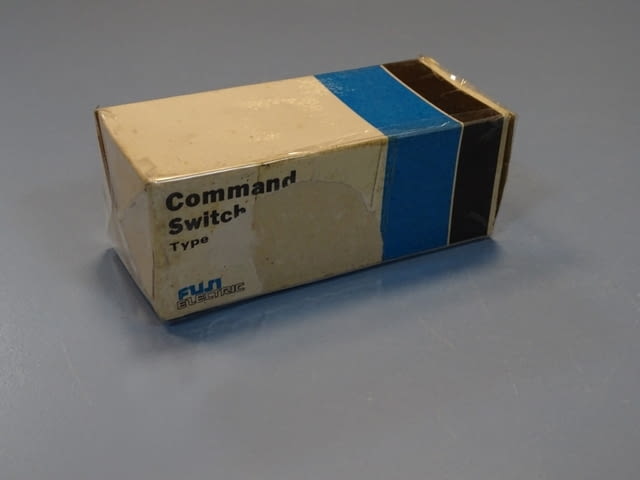 Command
Switch
Type
FUJI
ELECTRIC